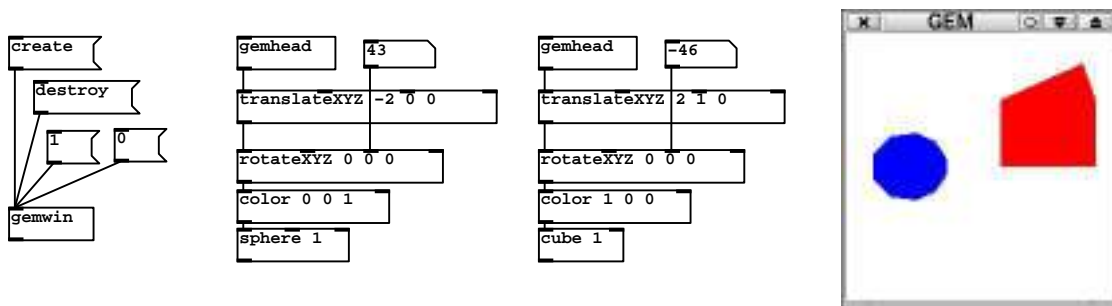 create
destroy
1
0
gemwin
gemhead
43
translateXYZ -2 0 0
rotateXYZ 0 0 0
color 0 0 1
sphere 1
gemhead
-46
translateXYZ 2 1 0
rotateXYZ 0 0 0
color 1 0 0
cube 1
GEM